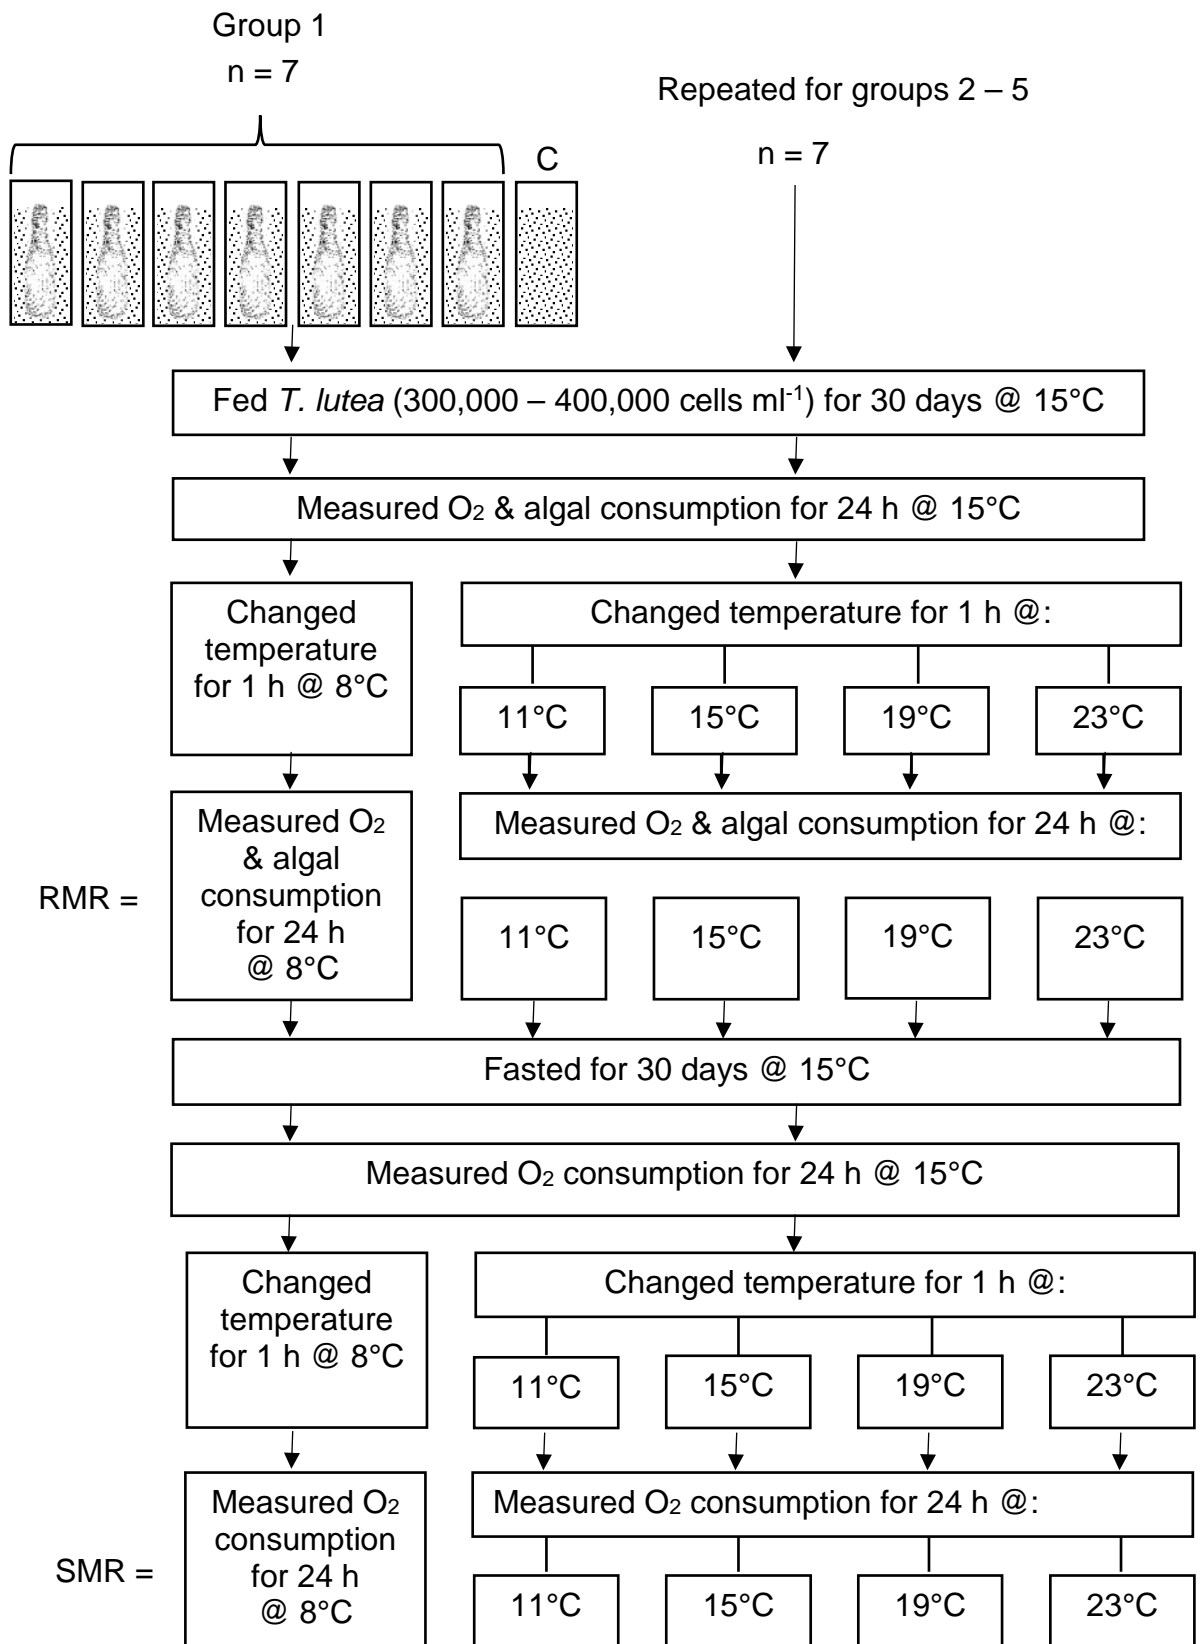 Group 1
n = 7
Repeated for groups 2 – 5
n = 7
C
Fed T. lutea (300,000 – 400,000 cells ml-1) for 30 days @ 15°C
Measured O2 & algal consumption for 24 h @ 15°C
Changed
temperature
for 1 h @ 8°C
Changed temperature for 1 h @:
11°C
15°C
19°C
23°C
RMR =
Measured O2
& algal
consumption
for 24 h
@ 8°C
Measured O2 & algal consumption for 24 h @:
11°C
15°C
19°C
23°C
Fasted for 30 days @ 15°C
Measured O2 consumption for 24 h @ 15°C
Changed
temperature
for 1 h @ 8°C
Changed temperature for 1 h @:
11°C
15°C
19°C
23°C
SMR =
Measured O2
consumption
for 24 h
@ 8°C
Measured O2 consumption for 24 h @:
11°C
15°C
19°C
23°C